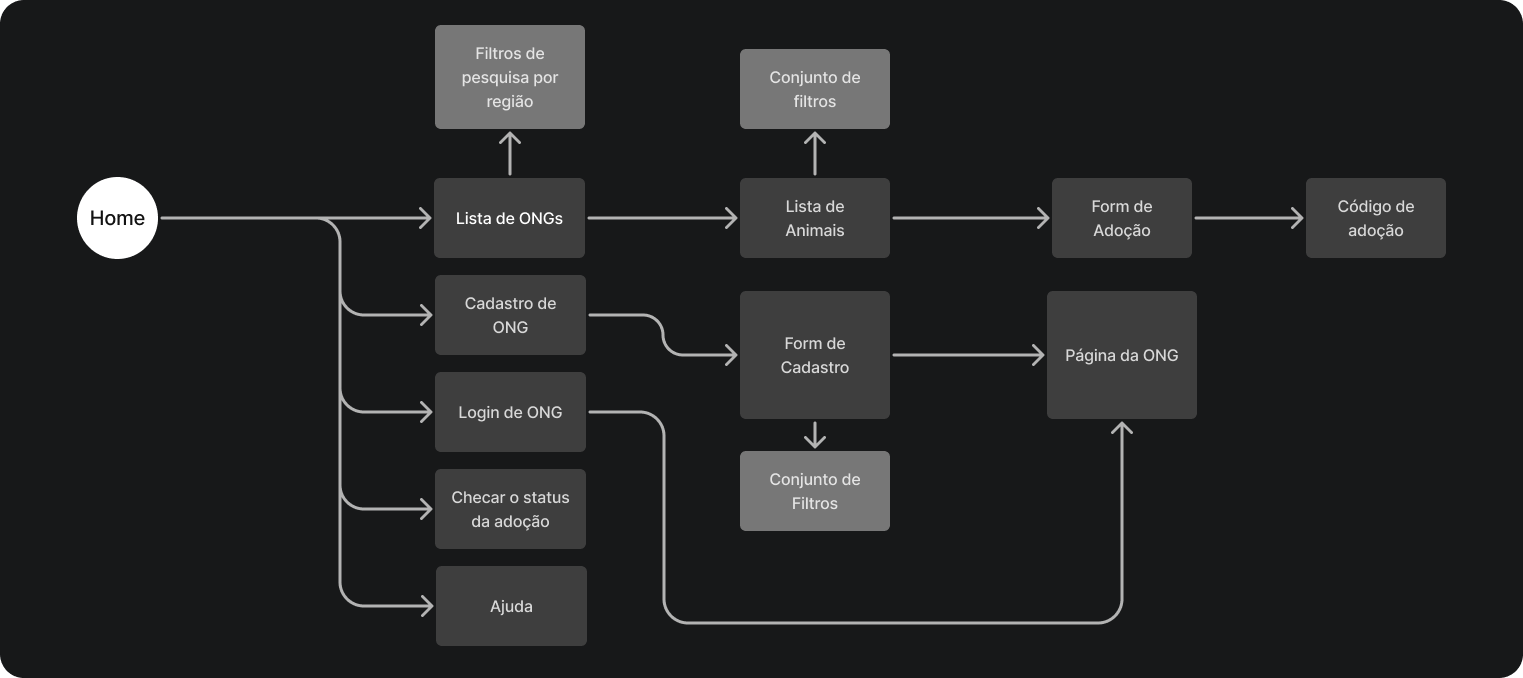 Filtros de
pesquisa por
região
Conjunto de
filtros
Home
Lista de ONGs
Lista de
Animais
Form de
Adoção
Código de
adoção
Cadastro de
ONG
Form de
Cadastro
Página da ONG
Login de ONG
Conjunto de
Filtros
Checar o status
da adoção
Ajuda